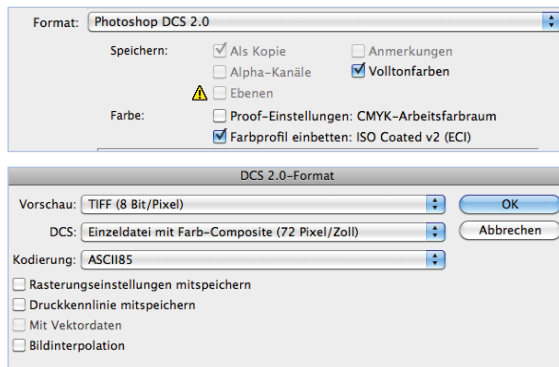 Format: Photoshop DCS 2.0
Speichern: Als Kopie Anmerkungen
Alpha-Kanäle Volltonfarben
Ebenen
Farbe: Proof-Einstellungen: CMYK-Arbeitsfarbraum
Farbprofil einbetten: ISO Coated v2 (ECI)
DCS 2.0-Format
Vorschau: TIFF (8 Bit/Pixel) OK
DCS: Einzeldatei mit Farb-Composite (72 Pixel/Zoll) Abbrechen
Kodierung: ASCII85
Rasterungseinstellungen mitspeichern
Druckkennlinie mitspeichern
Mit Vektordaten
Bildinterpolation